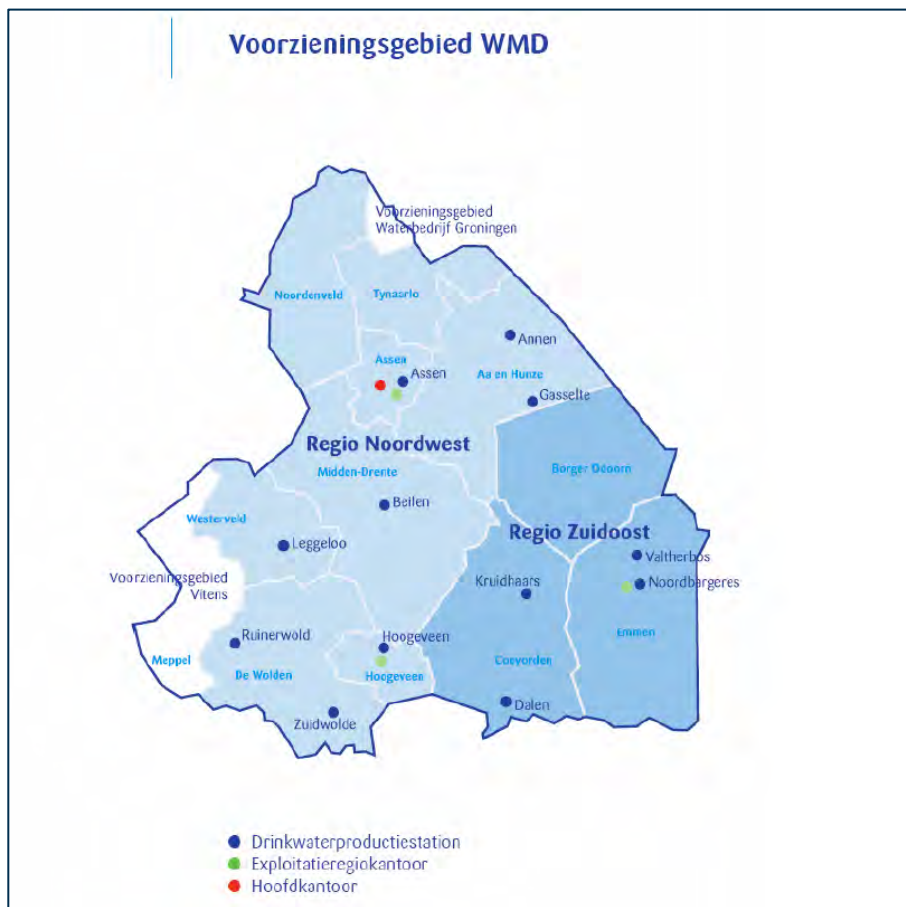 Voorzieningsgebied WMD
Voorzieningsgebied
Waterbedrijf Groningen
Noordenveld
Tynaarlo
Annen
Assen
Assen
Aa en Hunze
Gasselte
Regio Noordwest
Midden-Drente
Borger Odoorn
Beilen
Westerveld
Regio Zuidoost
Leggeloo
Valtherbos
Voorzieningsgebied
Vitens
Kruidhaars
Noordbargeres
Ruinerwold
Hoogeveen
Emmen
Meppel
De Wolden
Hoogeveen
Coevorden
Zuidwolde
Dalen
Drinkwaterproductiestation
Exploitatieregiokantoor
Hoofdkantoor